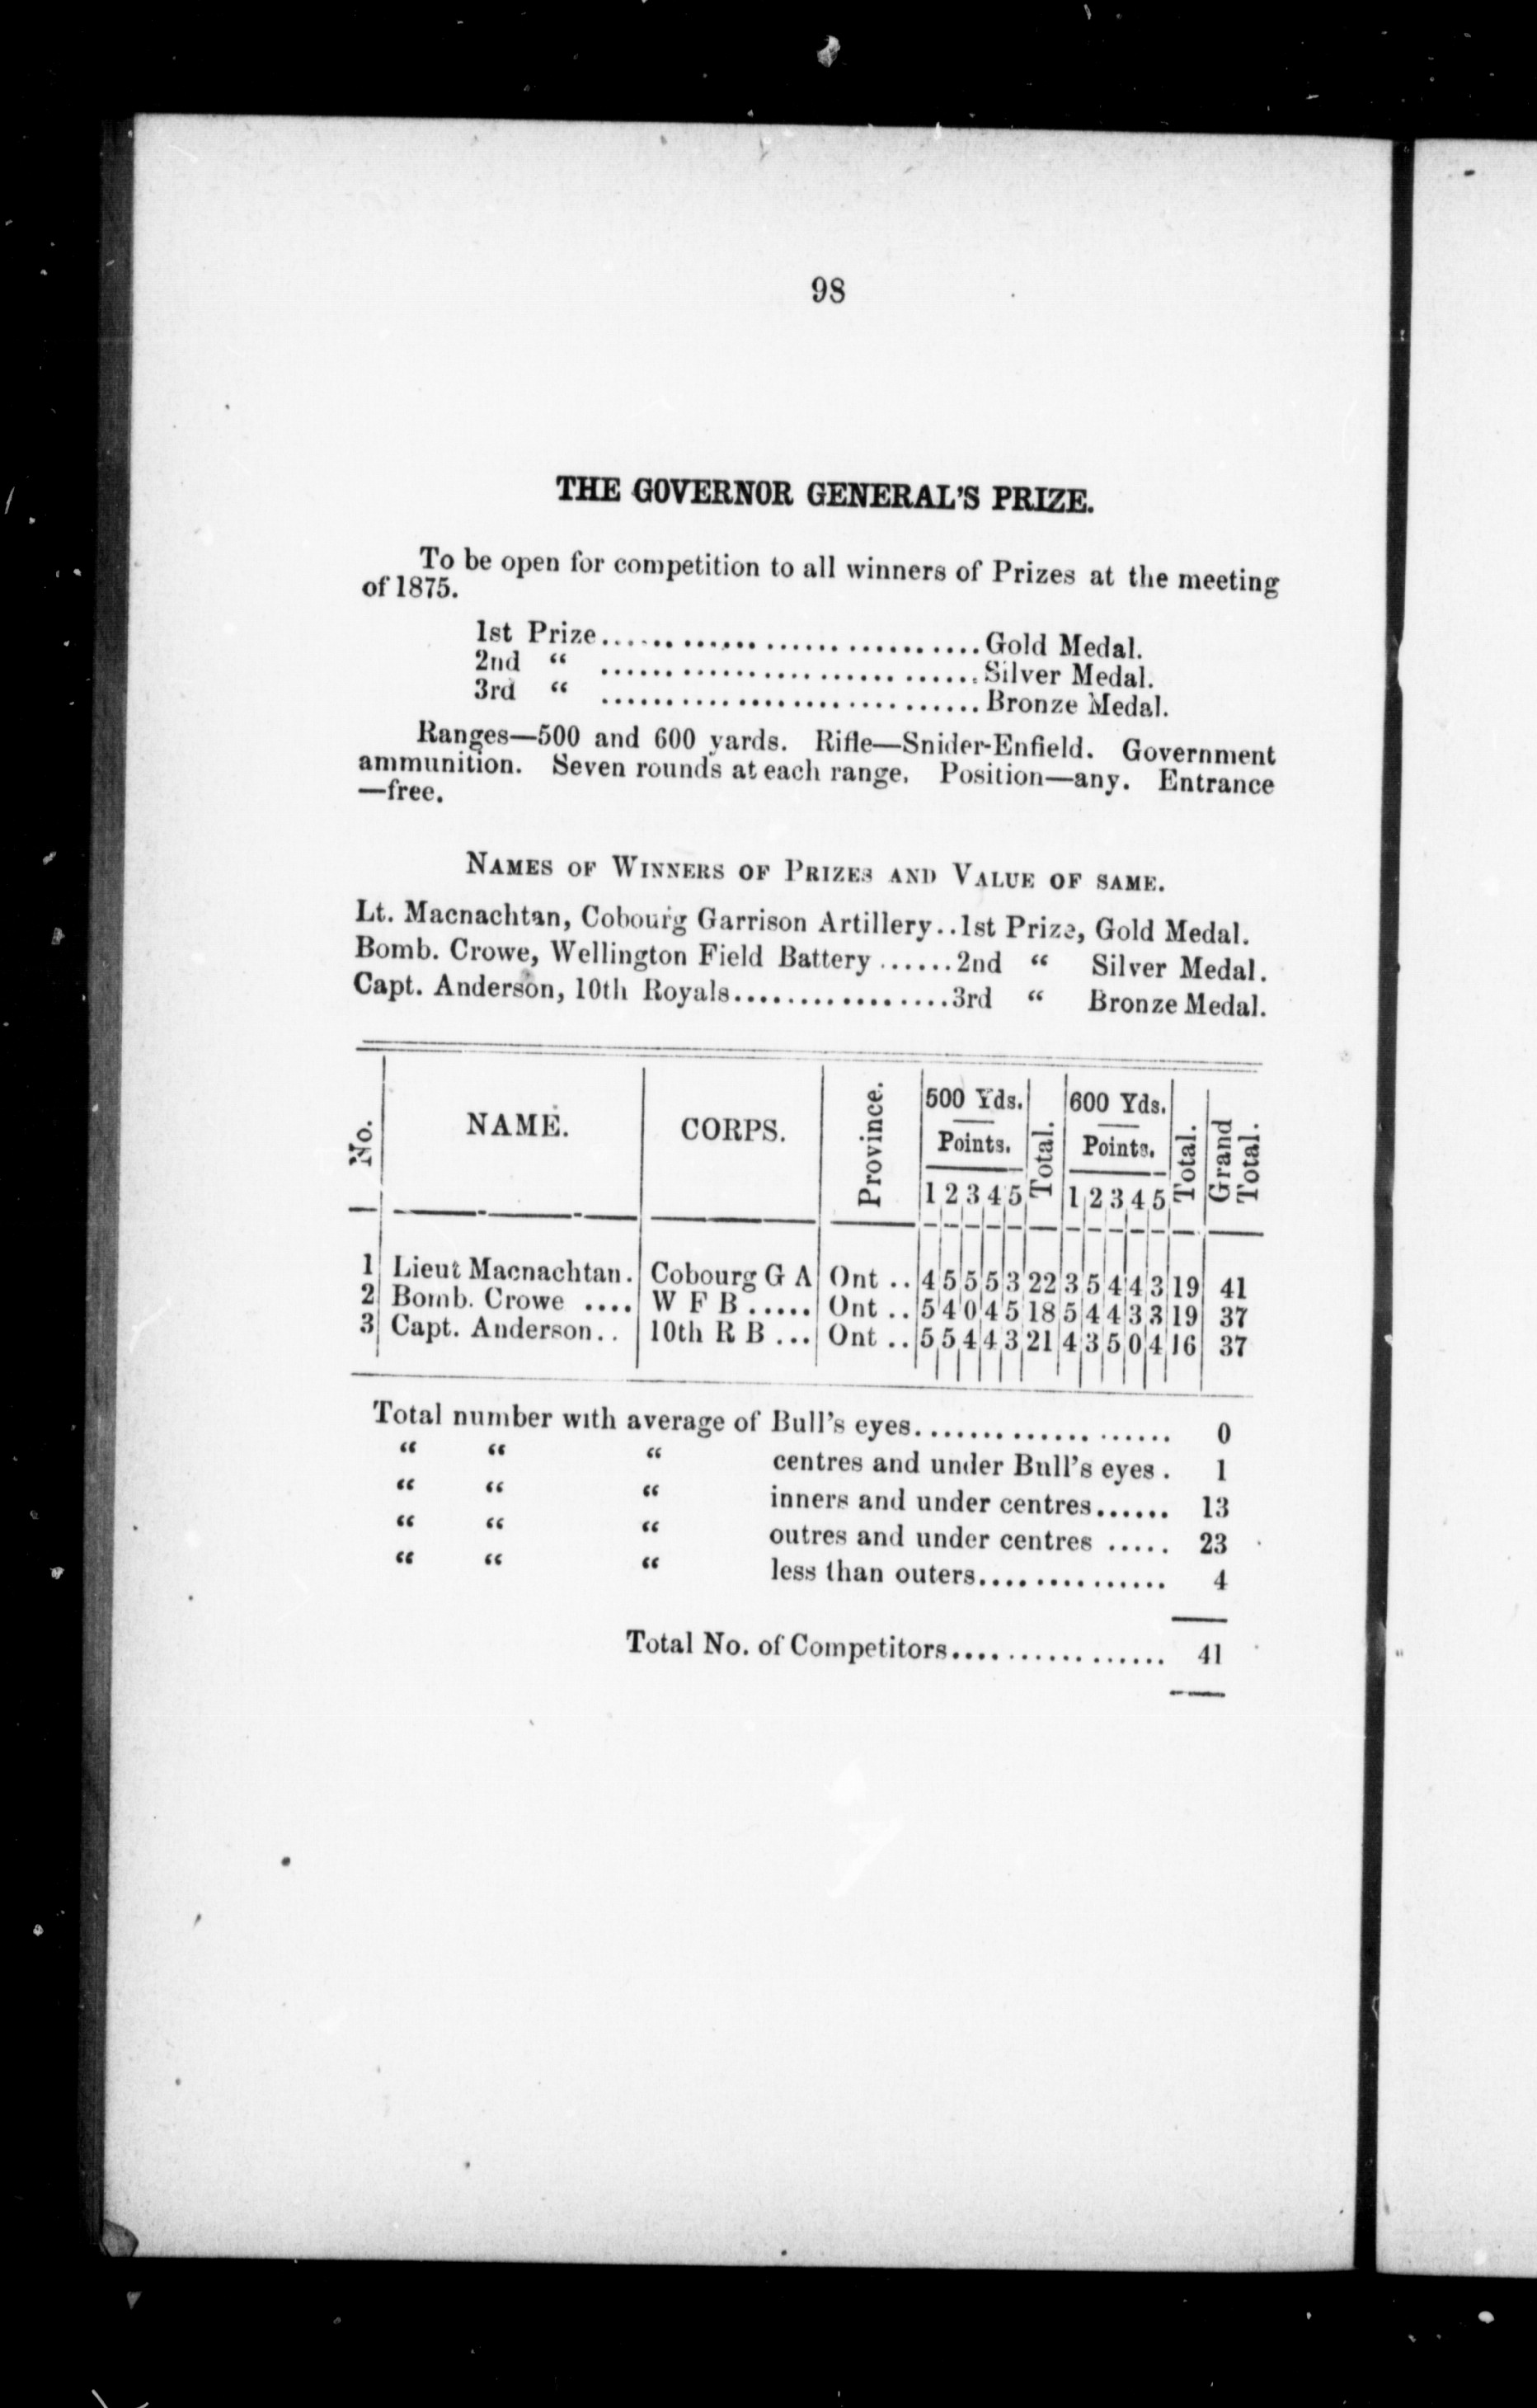 98
THE GOVERNOR GENERAL'S PRIZE.
To be open for competition to all winners of Prizes at the meeting
of 1875.
1st Prize..............................Gold Medal.
2nd “ ..............................Silver Medal.
3rd “ ..............................Bronze Medal.
Ranges—500 and 600 yards. Rifle—Snider-Enfield. Government
ammunition. Seven rounds at each range. Position—any. Entrance
—free.
NAMES OF WINNERS OF PRIZES AND VALUE OF SAME.
Lt. Macnachtan, Cobourg Garrison Artillery..1st Prize, Gold Medal.
Bomb. Crowe, Wellington Field Battery ......2nd “ Silver Medal.
Capt. Anderson, 10th Royals................3rd “ Bronze Medal.
No. NAME. CORPS. Province. 500 Yds. Points. 1 2 3 4 5 Total. 600 Yds. Points. 1 2 3 4 5 Total. Grand Total.
1 Lieut Macnachtan. Cobourg G A Ont .. 4 5 5 5 3 22 3 5 4 4 3 19 41
2 Bomb. Crowe .... W F B ..... Ont .. 5 4 0 4 5 18 5 4 4 3 3 19 37
3 Capt. Anderson.. 10th R B ... Ont .. 5 5 4 4 3 21 4 3 5 0 4 16 37
Total number with average of Bull's eyes................... 0
“ “ “ centres and under Bull's eyes . 1
“ “ “ inners and under centres...... 13
“ “ “ outres and under centres ..... 23
“ “ “ less than outers............... 4
Total No. of Competitors................. 41